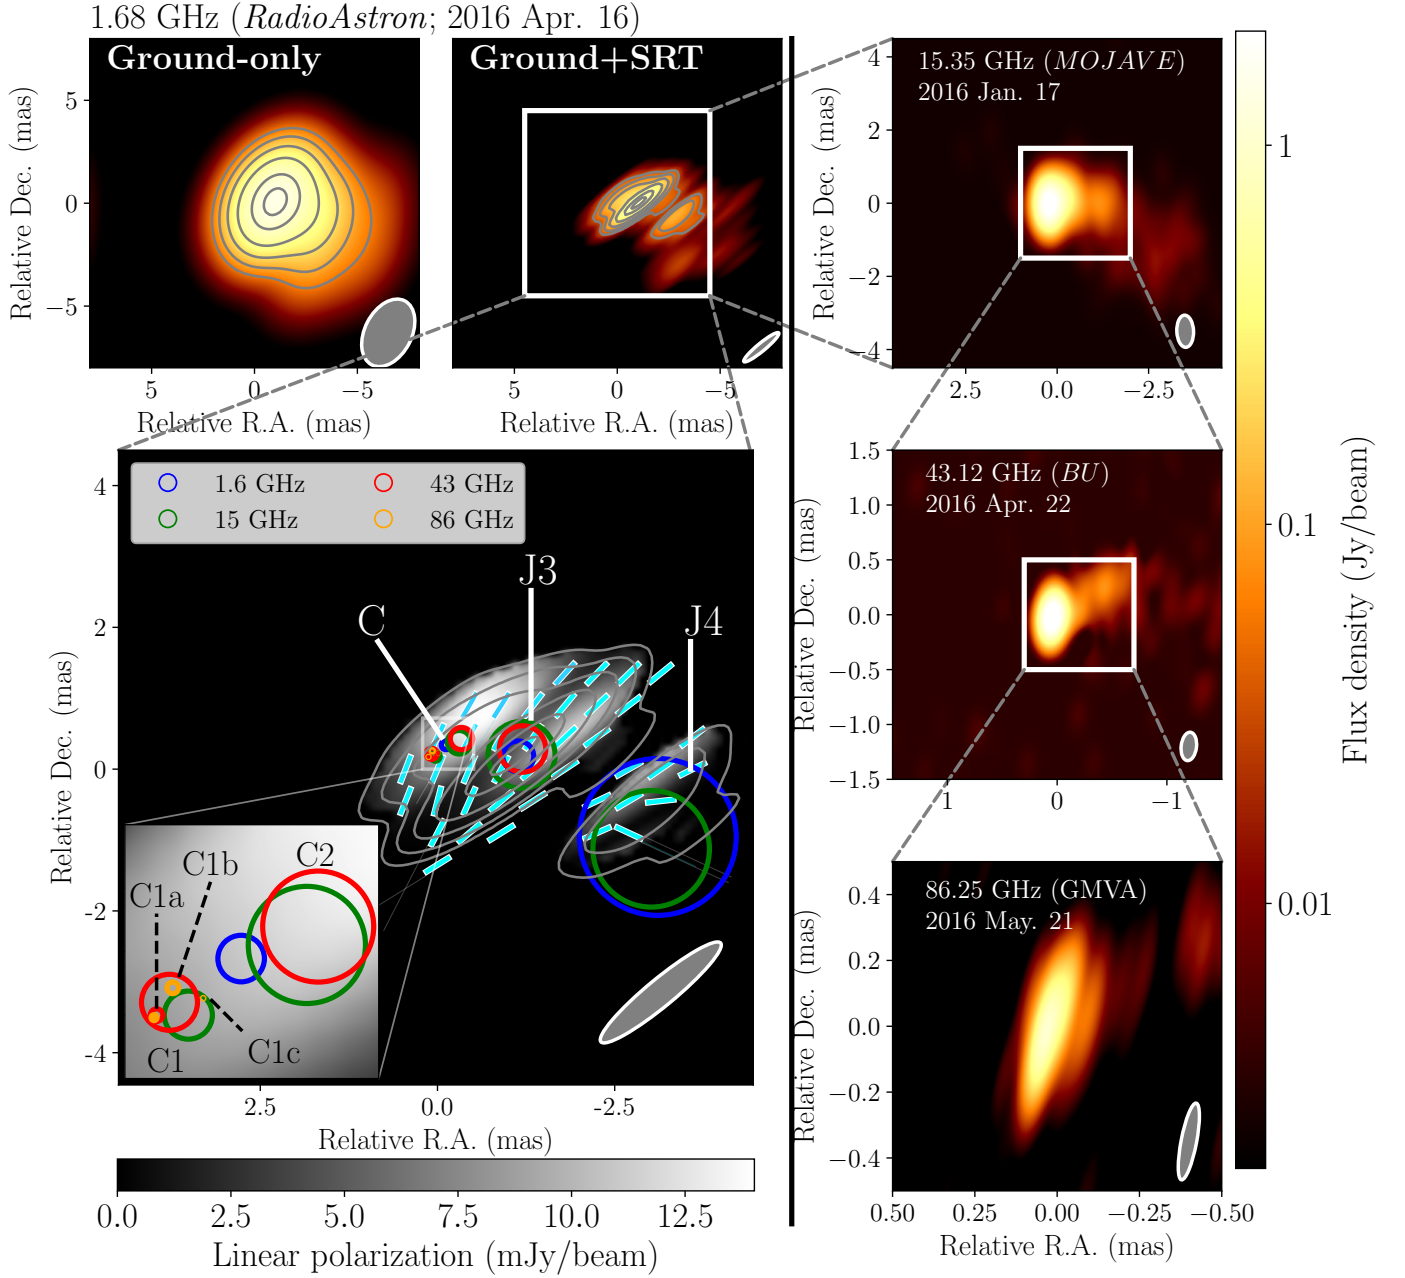 1.68 GHz (RadioAstron; 2016 Apr. 16)
Ground-only
Relative Dec. (mas)
5
0
−5
5
0
−5
Relative R.A. (mas)
Ground+SRT
5
0
−5
Relative R.A. (mas)
15.35 GHz (MOJAVE)
2016 Jan. 17
Relative Dec. (mas)
4
2
0
−2
−4
2.5
0.0
−2.5
1.6 GHz
43 GHz
15 GHz
86 GHz
J3
C
J4
C2
C1b
C1a
C1
C1c
Relative Dec. (mas)
4
2
0
-2
-4
2.5
0.0
-2.5
Relative R.A. (mas)
0.0
2.5
5.0
7.5
10.0
12.5
Linear polarization (mJy/beam)
43.12 GHz (BU)
2016 Apr. 22
Relative Dec. (mas)
1.5
1.0
0.5
0.0
−0.5
−1.0
−1.5
1
0
−1
86.25 GHz (GMVA)
2016 May. 21
Relative Dec. (mas)
0.4
0.2
0.0
−0.2
−0.4
0.50
0.25
0.00
−0.25
−0.50
Relative R.A. (mas)
1
0.1
0.01
Flux density (Jy/beam)